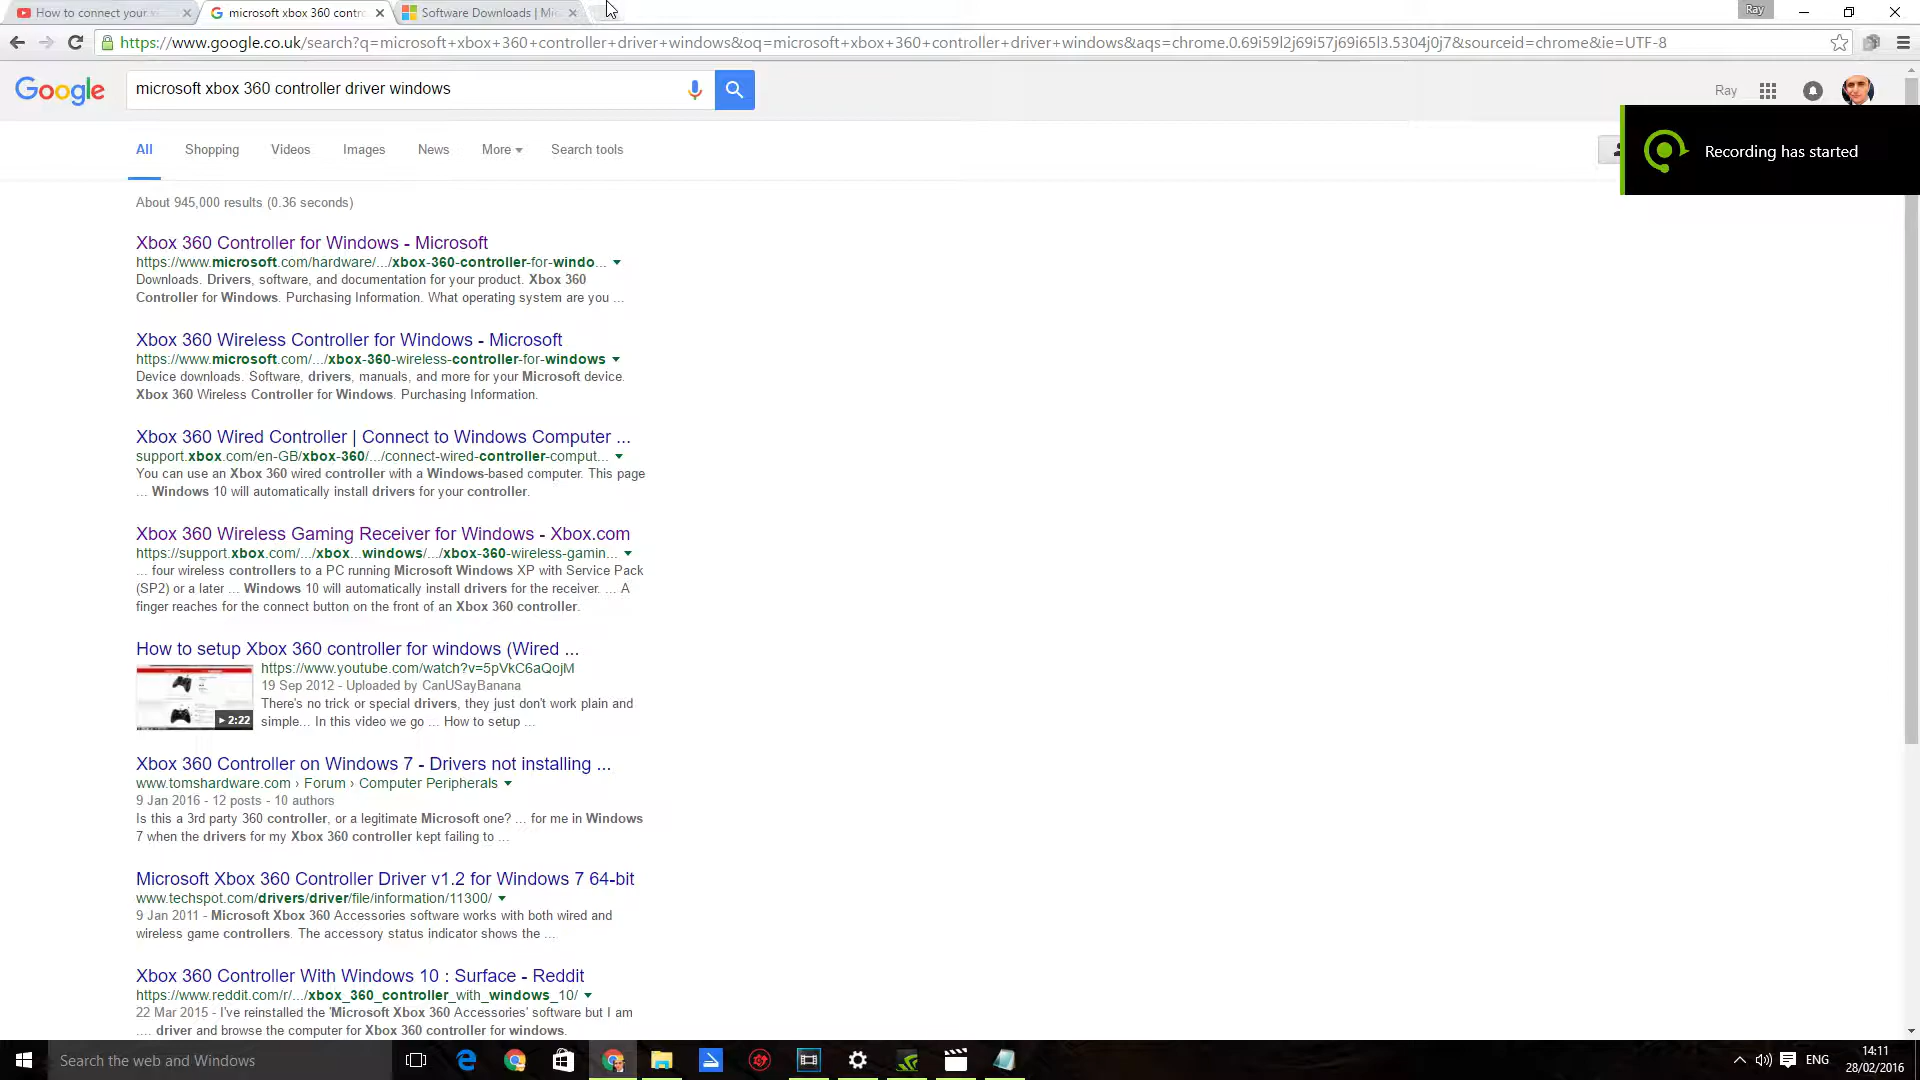 How to connect your x
microsoft xbox 360 contro
Software Downloads | Mic
Ray
https://www.google.co.uk/search?q=microsoft+xbox+360+controller+driver+windows&oq=microsoft+xbox+360+controller+driver+windows&aqs=chrome.0.69i59l2j69i57j69i65l3.5304j0j7&sourceid=chrome&ie=UTF-8
Google
microsoft xbox 360 controller driver windows
Ray
All Shopping Videos Images News More Search tools
Recording has started
About 945,000 results (0.36 seconds)
Xbox 360 Controller for Windows - Microsoft
https://www.microsoft.com/hardware/.../xbox-360-controller-for-windo...
Downloads. Drivers, software, and documentation for your product. Xbox 360
Controller for Windows. Purchasing Information. What operating system are you ...
Xbox 360 Wireless Controller for Windows - Microsoft
https://www.microsoft.com/.../xbox-360-wireless-controller-for-windows
Device downloads. Software, drivers, manuals, and more for your Microsoft device.
Xbox 360 Wireless Controller for Windows. Purchasing Information.
Xbox 360 Wired Controller | Connect to Windows Computer ...
support.xbox.com/en-GB/xbox-360/.../connect-wired-controller-comput...
You can use an Xbox 360 wired controller with a Windows-based computer. This page
... Windows 10 will automatically install drivers for your controller.
Xbox 360 Wireless Gaming Receiver for Windows - Xbox.com
https://support.xbox.com/.../xbox...windows/.../xbox-360-wireless-gamin...
... four wireless controllers to a PC running Microsoft Windows XP with Service Pack
(SP2) or a later ... Windows 10 will automatically install drivers for the receiver. ... A
finger reaches for the connect button on the front of an Xbox 360 controller.
How to setup Xbox 360 controller for windows (Wired ...
https://www.youtube.com/watch?v=5pVkC6aQojM
19 Sep 2012 - Uploaded by CanUSayBanana
There's no trick or special drivers, they just don't work plain and
simple... In this video we go ... How to setup ...
2:22
Xbox 360 Controller on Windows 7 - Drivers not installing ...
www.tomshardware.com › Forum › Computer Peripherals
9 Jan 2016 - 12 posts - 10 authors
Is this a 3rd party 360 controller, or a legitimate Microsoft one? ... for me in Windows
7 when the drivers for my Xbox 360 controller kept failing to ...
Microsoft Xbox 360 Controller Driver v1.2 for Windows 7 64-bit
www.techspot.com/drivers/driver/file/information/11300/
9 Jan 2011 - Microsoft Xbox 360 Accessories software works with both wired and
wireless game controllers. The accessory status indicator shows the ...
Xbox 360 Controller With Windows 10 : Surface - Reddit
https://www.reddit.com/r/.../xbox_360_controller_with_windows_10/
22 Mar 2015 - I've reinstalled the 'Microsoft Xbox 360 Accessories' software but I am
.... driver and browse the computer for Xbox 360 controller for windows.
Search the web and Windows
ENG
14:11
28/02/2016